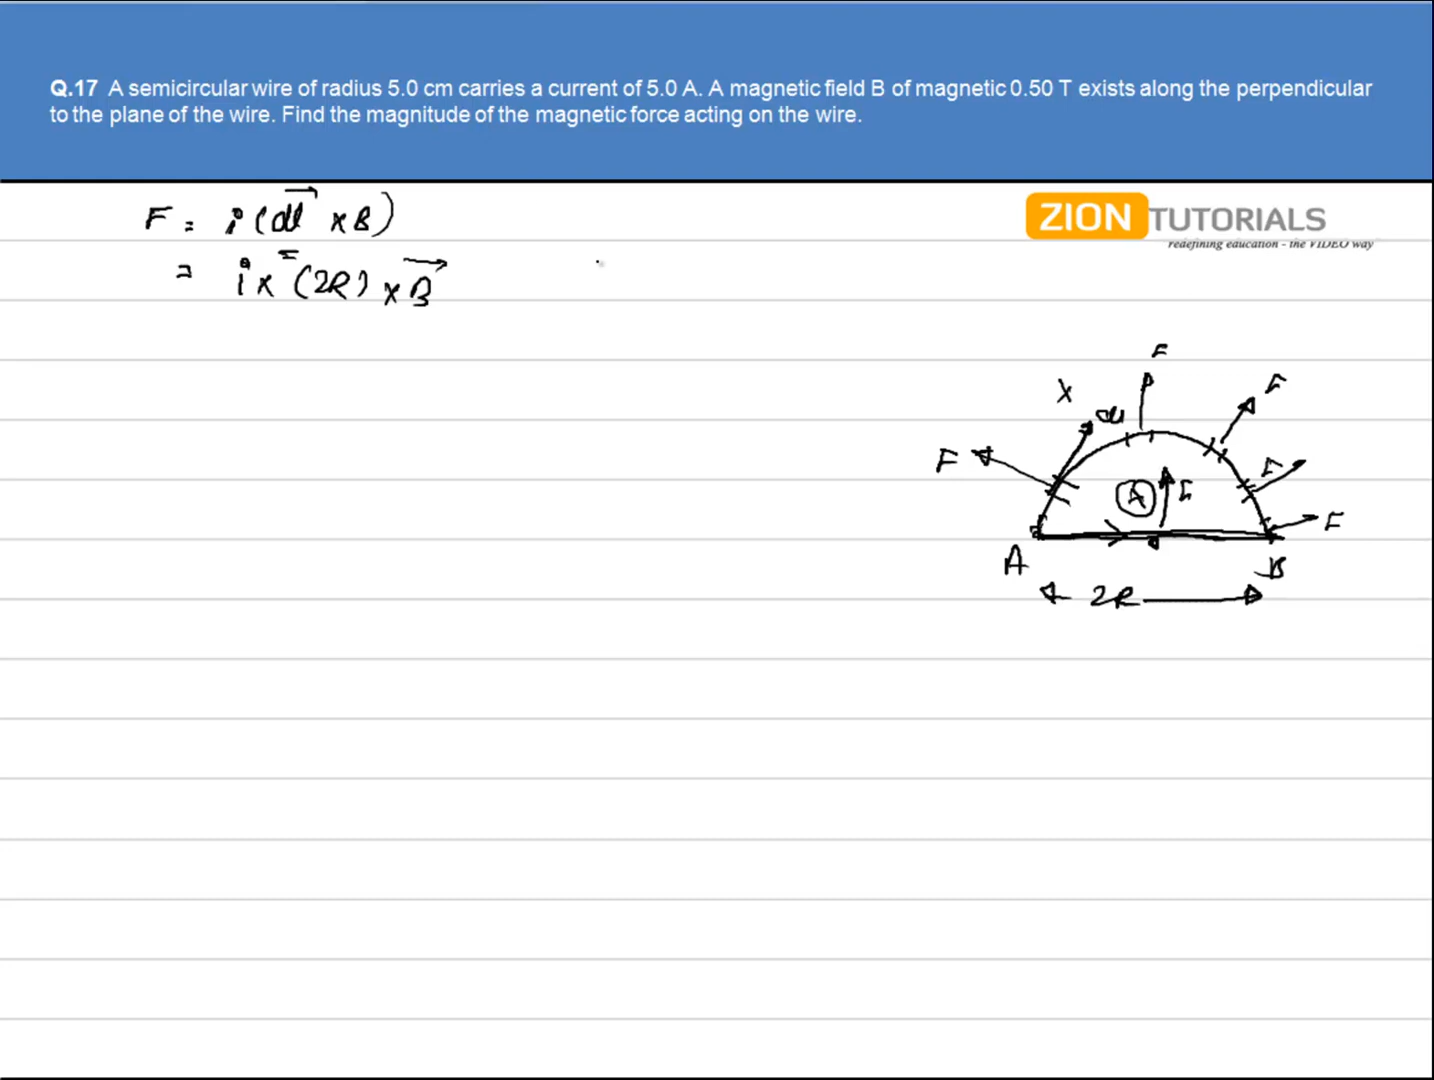 Q.17 A semicircular wire of radius 5.0 cm carries a current of 5.0 A. A magnetic field B of magnetic 0.50 T exists along the perpendicular
to the plane of the wire. Find the magnitude of the magnetic force acting on the wire.
F = i (dl × B)
= i × (2R) × B
ZION TUTORIALS
redefining eaucation - the VIDEO way
F
F
X
dl
F
F
A
F
F
A
B
2R